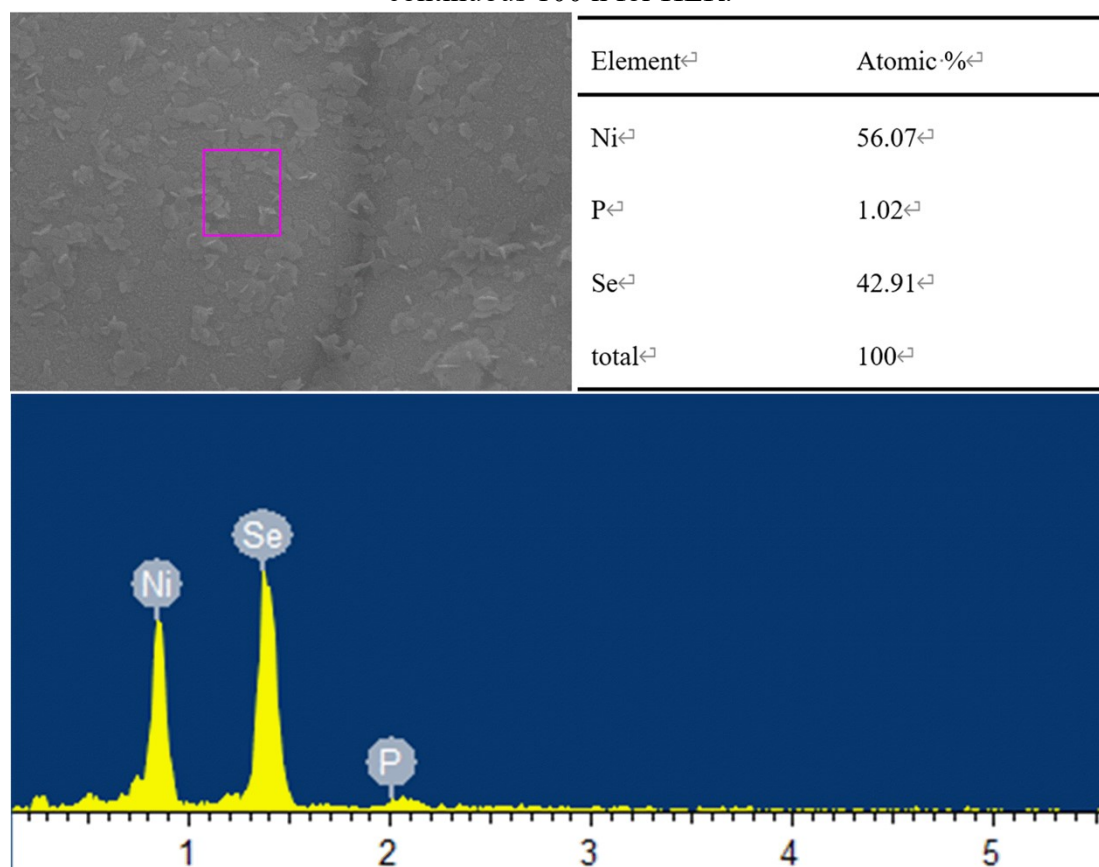 Element↵ Atomic·%↵
Ni↵ 56.07↵
P↵ 1.02↵
Se↵ 42.91↵
total↵ 100↵
Se
Ni
P
1 2 3 4 5